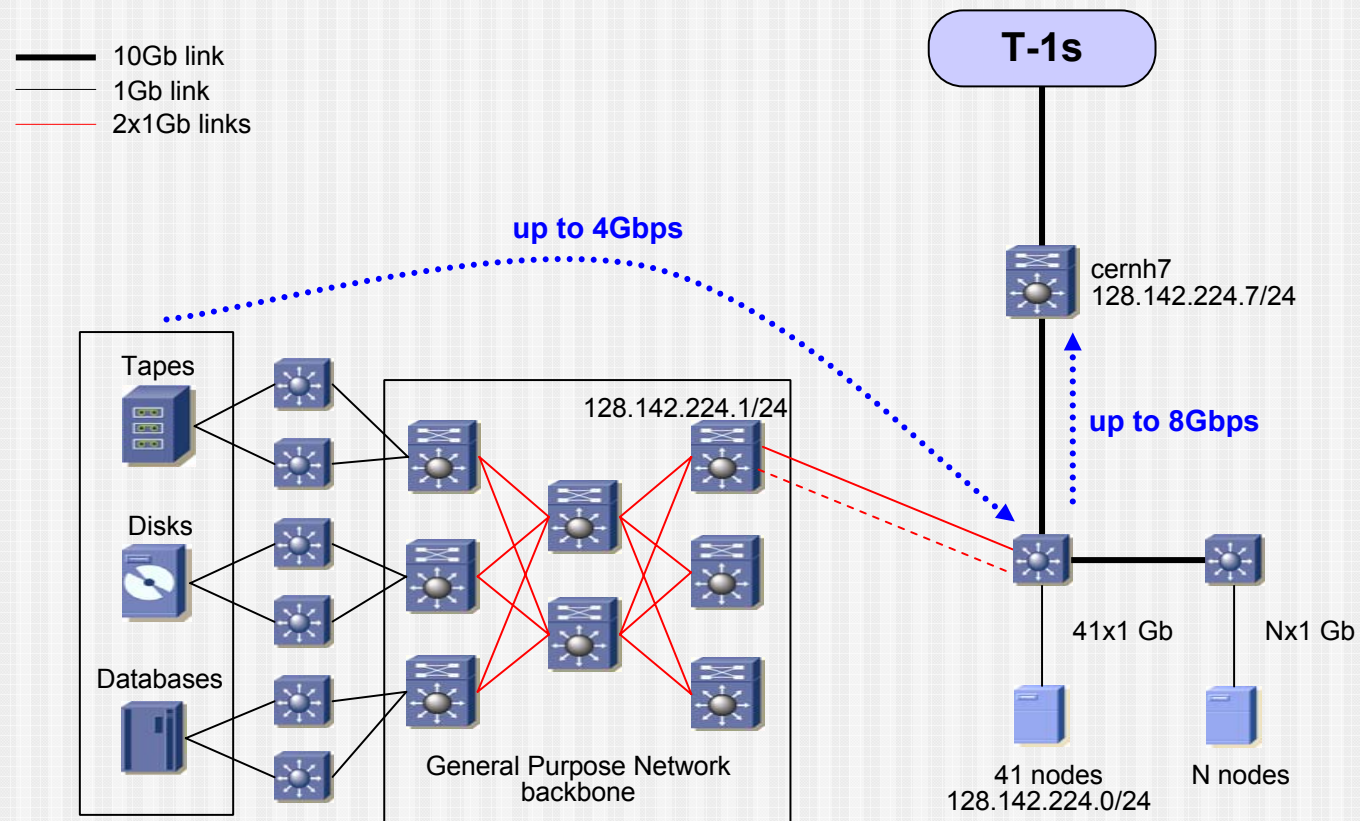 T-1s
10Gb link
1Gb link
2x1Gb links
up to 4Gbps
cernh7
128.142.224.7/24
Tapes
128.142.224.1/24
up to 8Gbps
Disks
41x1 Gb
Nx1 Gb
Databases
General Purpose Network
backbone
41 nodes
128.142.224.0/24
N nodes